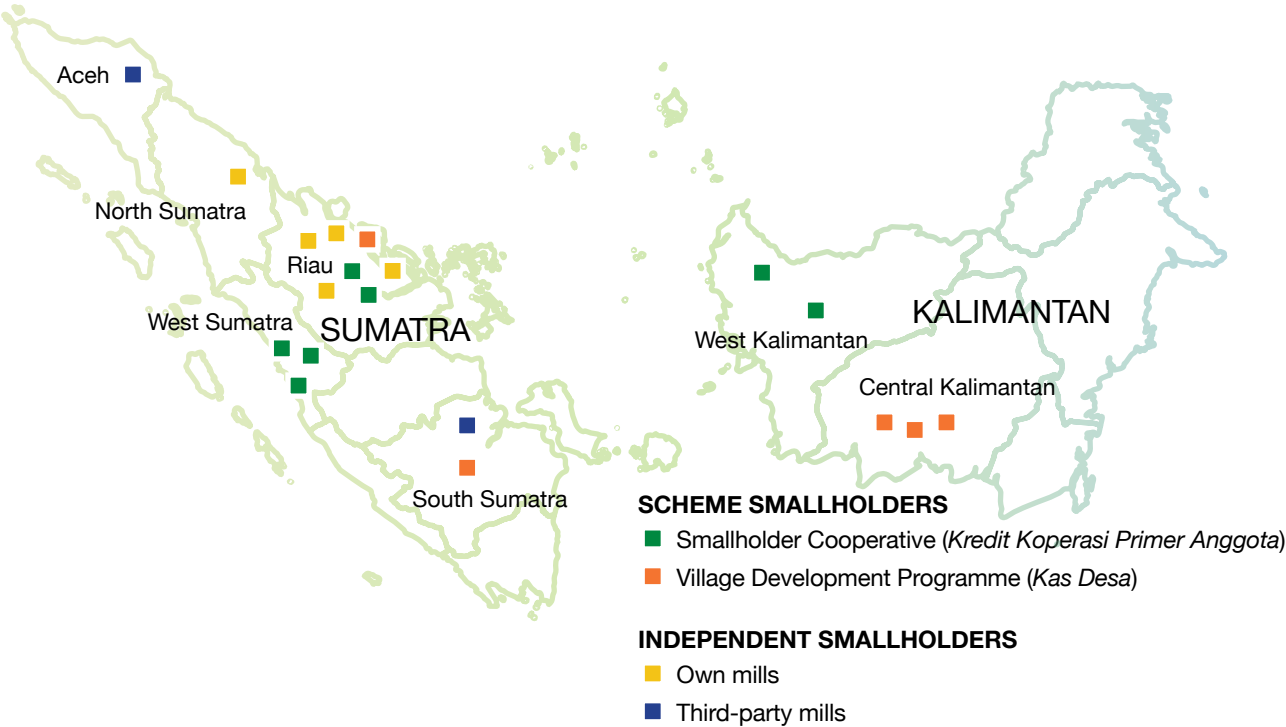 Aceh
North Sumatra
Riau
West Sumatra
SUMATRA
South Sumatra
KALIMANTAN
West Kalimantan
Central Kalimantan
SCHEME SMALLHOLDERS
Smallholder Cooperative (Kredit Koperasi Primer Anggota)
Village Development Programme (Kas Desa)
INDEPENDENT SMALLHOLDERS
Own mills
Third-party mills